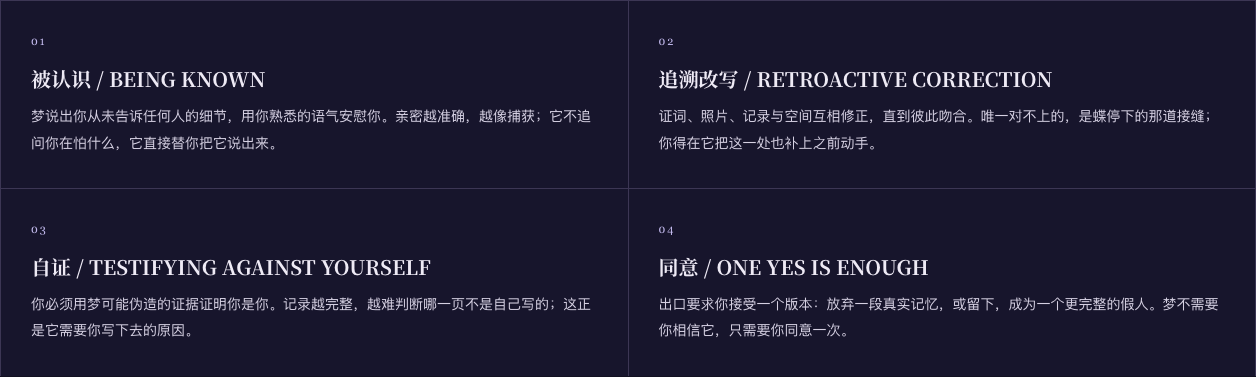 01
被认识 / BEING KNOWN
梦说出你从未告诉任何人的细节，用你熟悉的语气安慰你。亲密越准确，越像捕获；它不追
问你在怕什么，它直接替你把它说出来。
02
追溯改写 / RETROACTIVE CORRECTION
证词、照片、记录与空间互相修正，直到彼此吻合。唯一对不上的，是蝶停下的那道接缝；
你得在它把这一处也补上之前动手。
03
自证 / TESTIFYING AGAINST YOURSELF
你必须用梦可能伪造的证据证明你是你。记录越完整，越难判断哪一页不是自己写的；这正
是它需要你写下去的原因。
04
同意 / ONE YES IS ENOUGH
出口要求你接受一个版本：放弃一段真实记忆，或留下，成为一个更完整的假人。梦不需要
你相信它，只需要你同意一次。